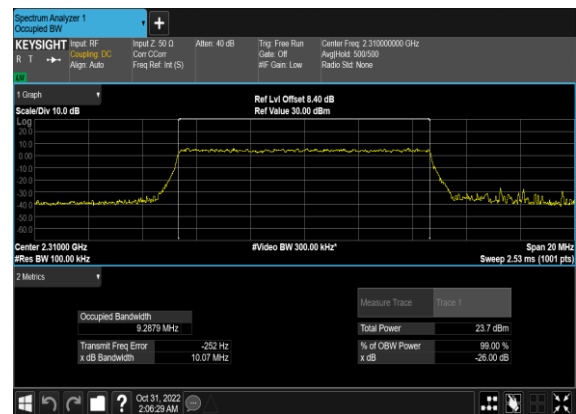 Spectrum Analyzer 1
Occupied BW
KEYSIGHT
R T
LM
Input: RF
Coupling: DC
Align: Auto
Input Z: 50 Ω
Corr CCorr
Freq Ref: Int (S)
Atten: 40 dB
Trig: Free Run
Gate: Off
#IF Gain: Low
Center Freq: 2.310000000 GHz
Avg|Hold: 500/500
Radio Std: None
1 Graph
Scale/Div 10.0 dB
Ref Lvl Offset 8.40 dB
Ref Value 30.00 dBm
Log
20.0
10.0
0.00
-10.0
-20.0
-30.0
-40.0
-50.0
-60.0
Center 2.31000 GHz
#Video BW 300.00 kHz*
Span 20 MHz
#Res BW 100.00 kHz
Sweep 2.53 ms (1001 pts)
2 Metrics
Measure Trace
Trace 1
Occupied Bandwidth
9.2879 MHz
Total Power
23.7 dBm
Transmit Freq Error
-252 Hz
% of OBW Power
99.00 %
x dB Bandwidth
10.07 MHz
x dB
-26.00 dB
?
Oct 31, 2022
2:06:29 AM